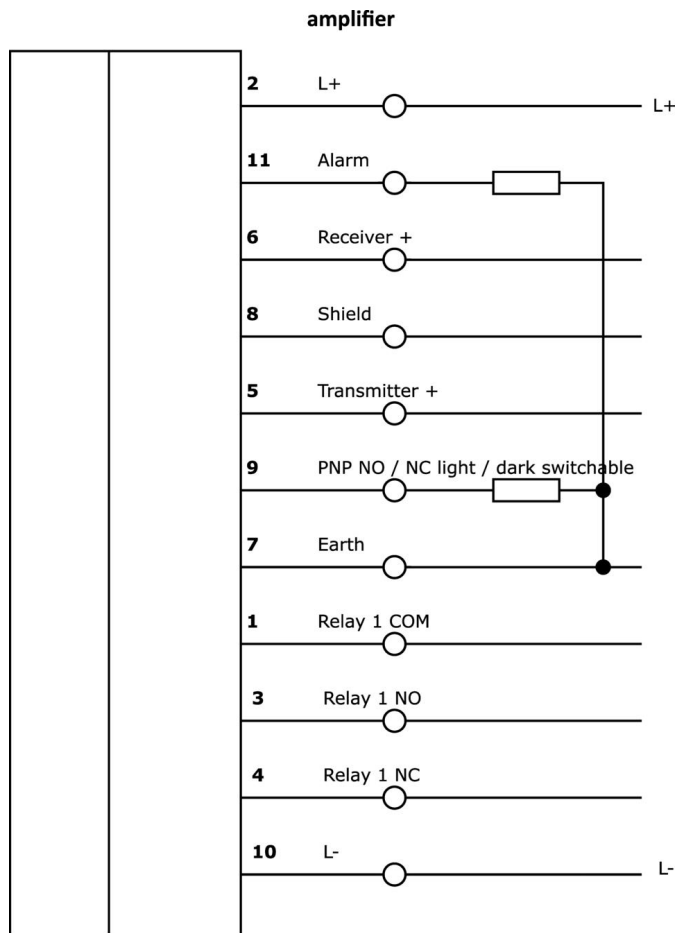 amplifier
2 L+
L+
11 Alarm
6 Receiver +
8 Shield
5 Transmitter +
9 PNP NO / NC light / dark switchable
7 Earth
1 Relay 1 COM
3 Relay 1 NO
4 Relay 1 NC
10 L-
L-